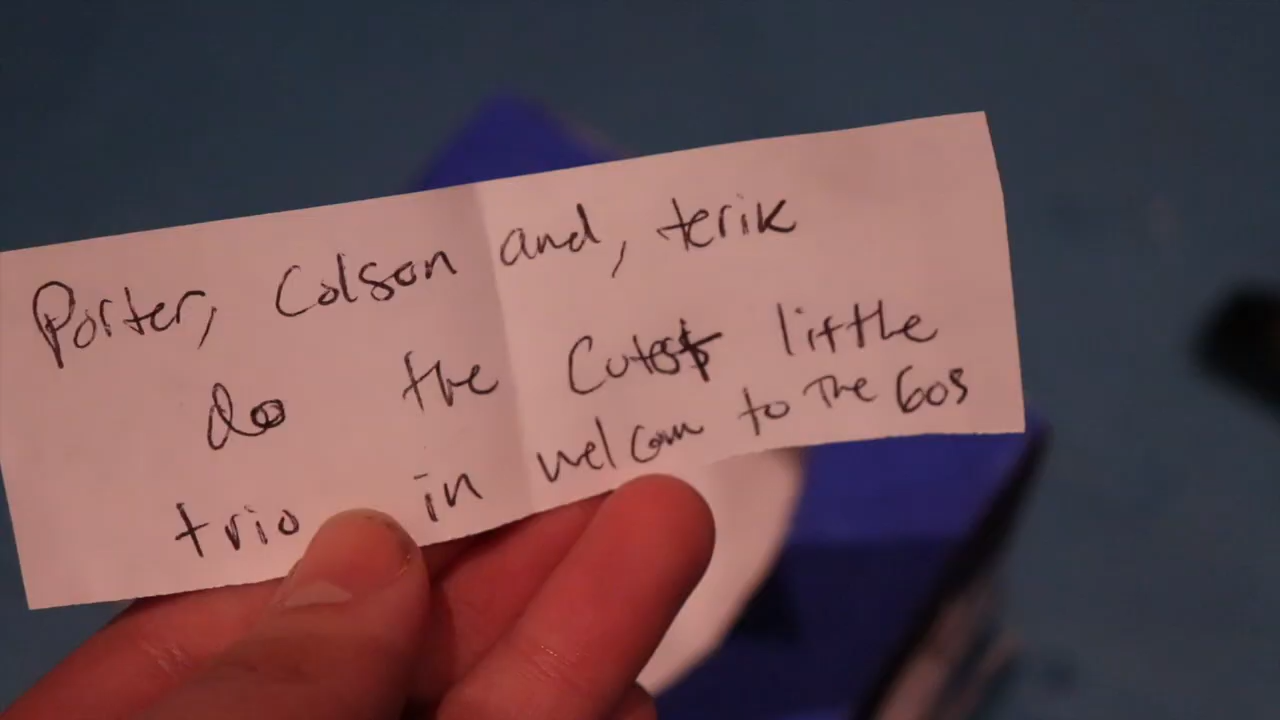 Porter, Colson and, terik
do the Cutest little
trio in welcom to The 60s